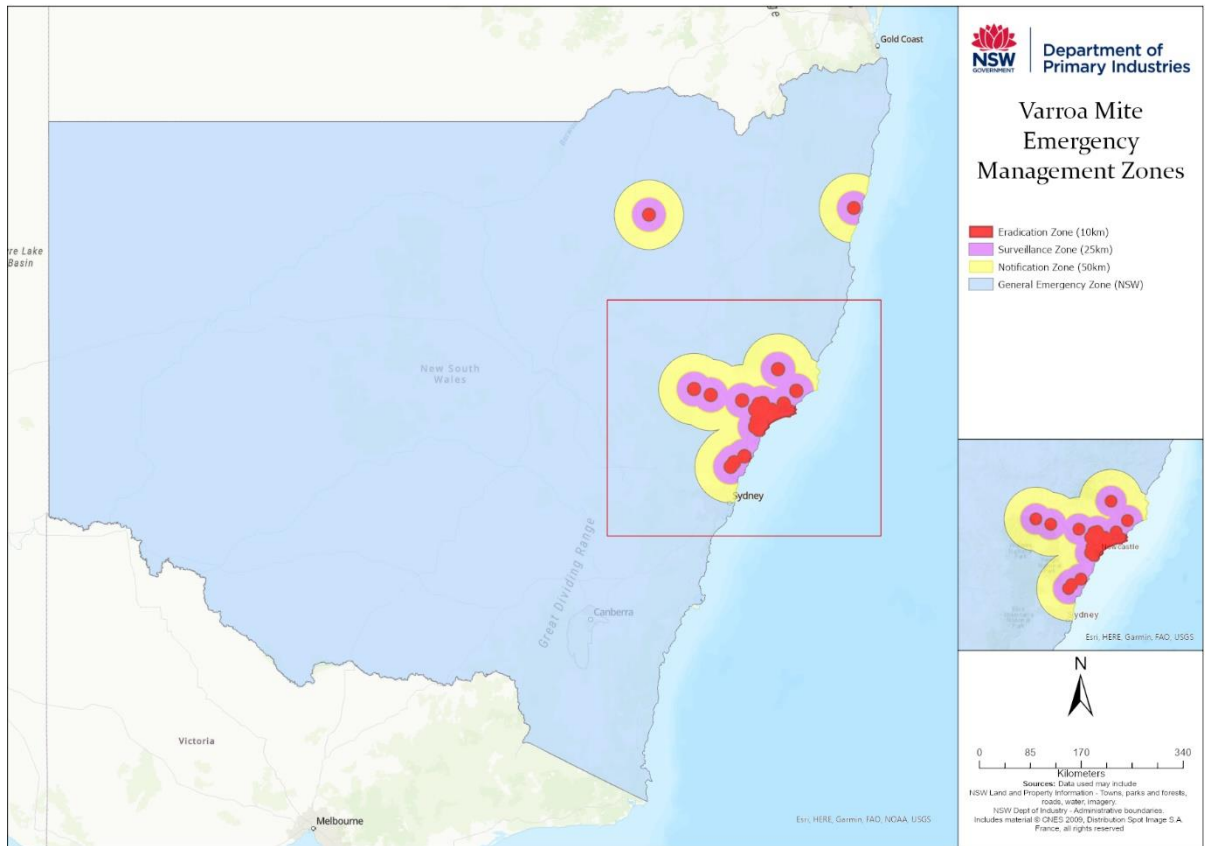 Gold Coast
re Lake
Basin
New South
Wales
Sydney
Great Dividing Range
Canberra
Victoria
Melbourne
Esri, HERE, Garmin, FAO, NOAA, USGS
NSW
GOVERNMENT
Department of
Primary Industries
Varroa Mite
Emergency
Management Zones
Eradication Zone (10km)
Surveillance Zone (25km)
Notification Zone (50km)
General Emergency Zone (NSW)
Newcastle
Sydney
Esri, HERE, Garmin, FAO, USGS
N
0 85 170 340
Kilometers
Sources: Data used may include
NSW Land and Property Information - Towns, parks and forests,
roads, water, imagery.
NSW Dept of Industry - Administrative boundaries.
Includes material © CNES 2009, Distribution Spot Image S.A.
France, all rights reserved